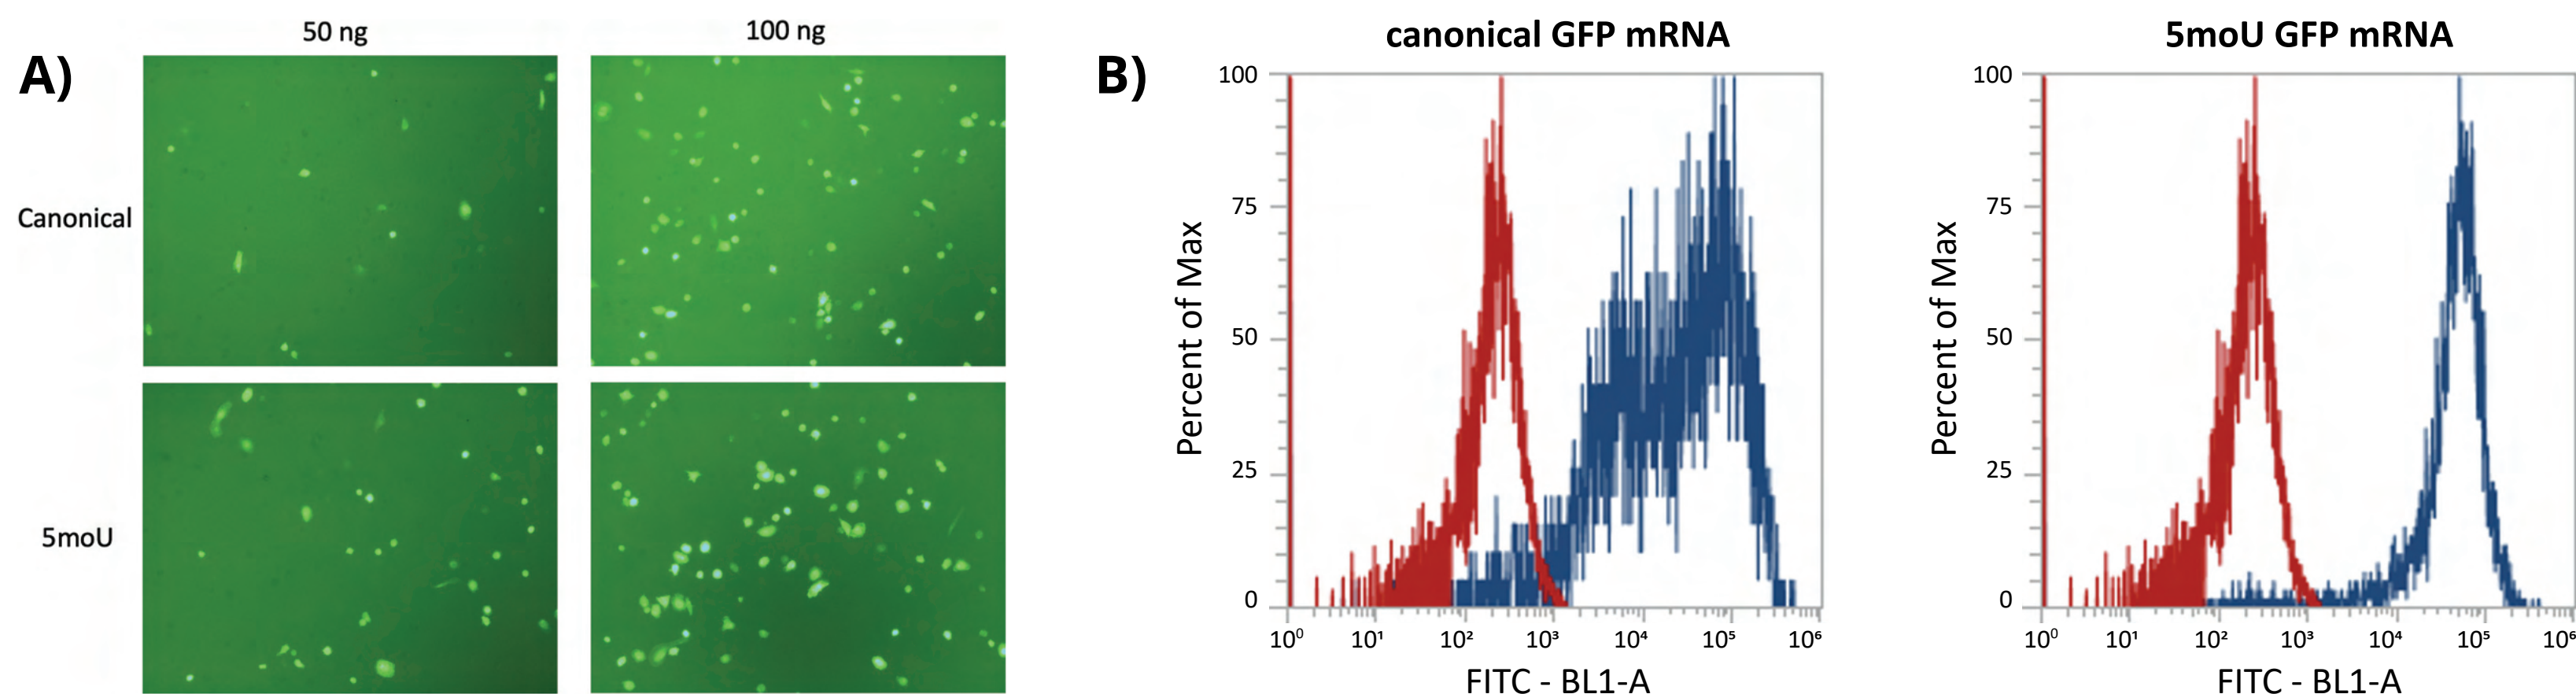 A)
50 ng
100 ng
Canonical
5moU
B)
canonical GFP mRNA
Percent of Max
100
75
50
25
0
10⁰ 10¹ 10² 10³ 10⁴ 10⁵ 10⁶
FITC - BL1-A
5moU GFP mRNA
Percent of Max
100
75
50
25
0
10⁰ 10¹ 10² 10³ 10⁴ 10⁵ 10⁶
FITC - BL1-A